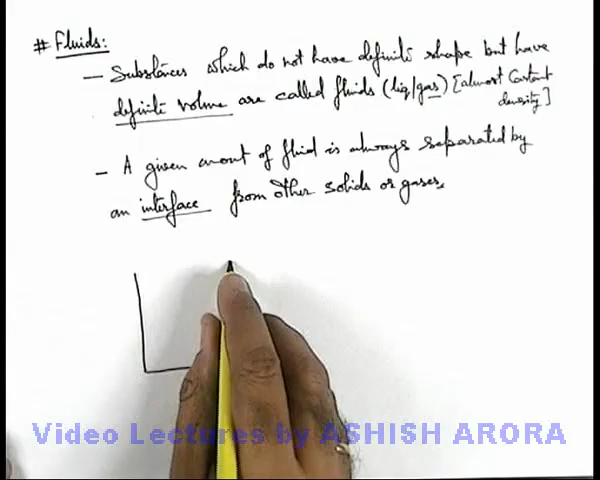 # Fluids:
— Substances which do not have definite shape but have
definite volume are called fluids (liq/gas) [almost Constant
density]
— A given amount of fluid is always separated by
an interface from other solids or gases.
Video Lectures by ASHISH ARORA